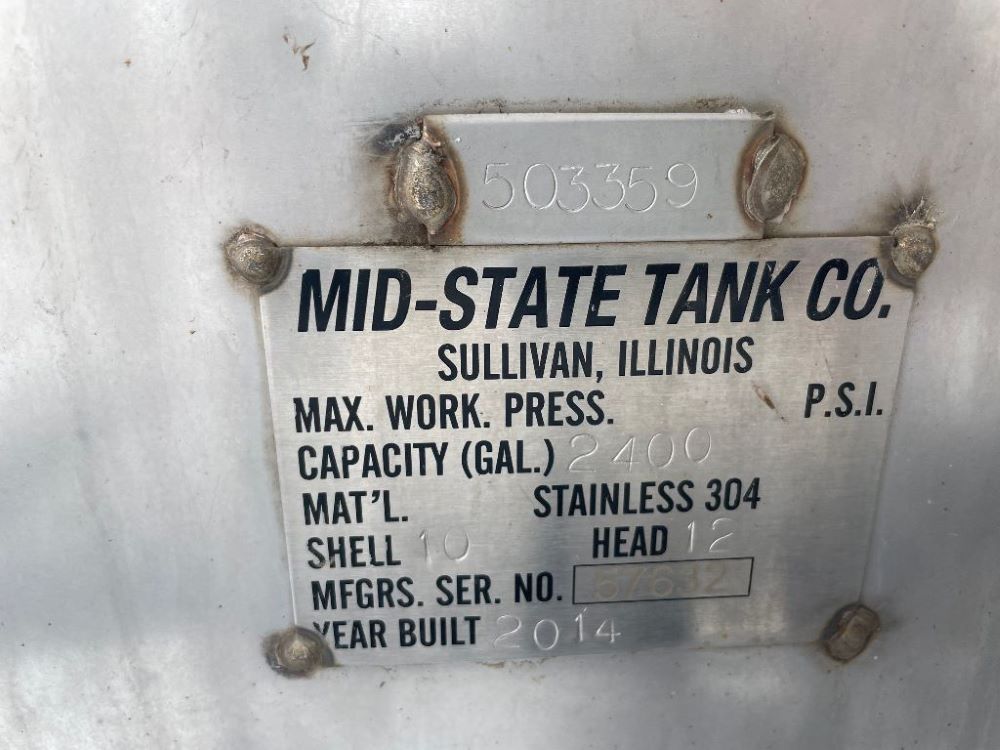 503359
MID-STATE TANK CO.
SULLIVAN, ILLINOIS
MAX. WORK. PRESS. P.S.I.
CAPACITY (GAL.) 2400
MAT'L. STAINLESS 304
SHELL 10 HEAD 12
MFGRS. SER. NO. 57632
YEAR BUILT 2014